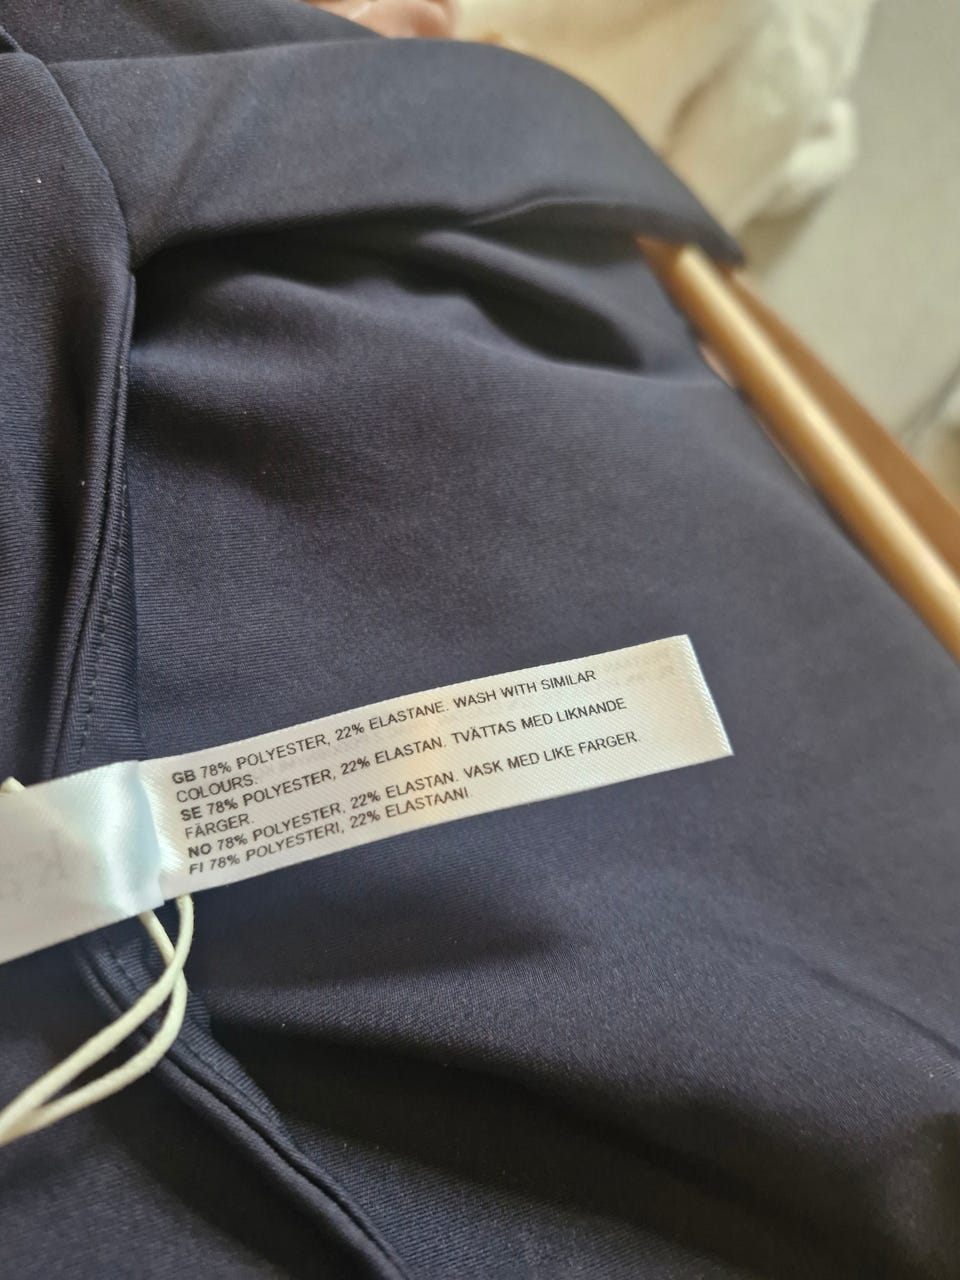 GB 78% POLYESTER, 22% ELASTANE. WASH WITH SIMILAR
COLOURS.
SE 78% POLYESTER, 22% ELASTAN. TVÄTTAS MED LIKNANDE
FÄRGER.
NO 78% POLYESTER, 22% ELASTAN. VASK MED LIKE FARGER.
FI 78% POLYESTERI, 22% ELASTAANI.